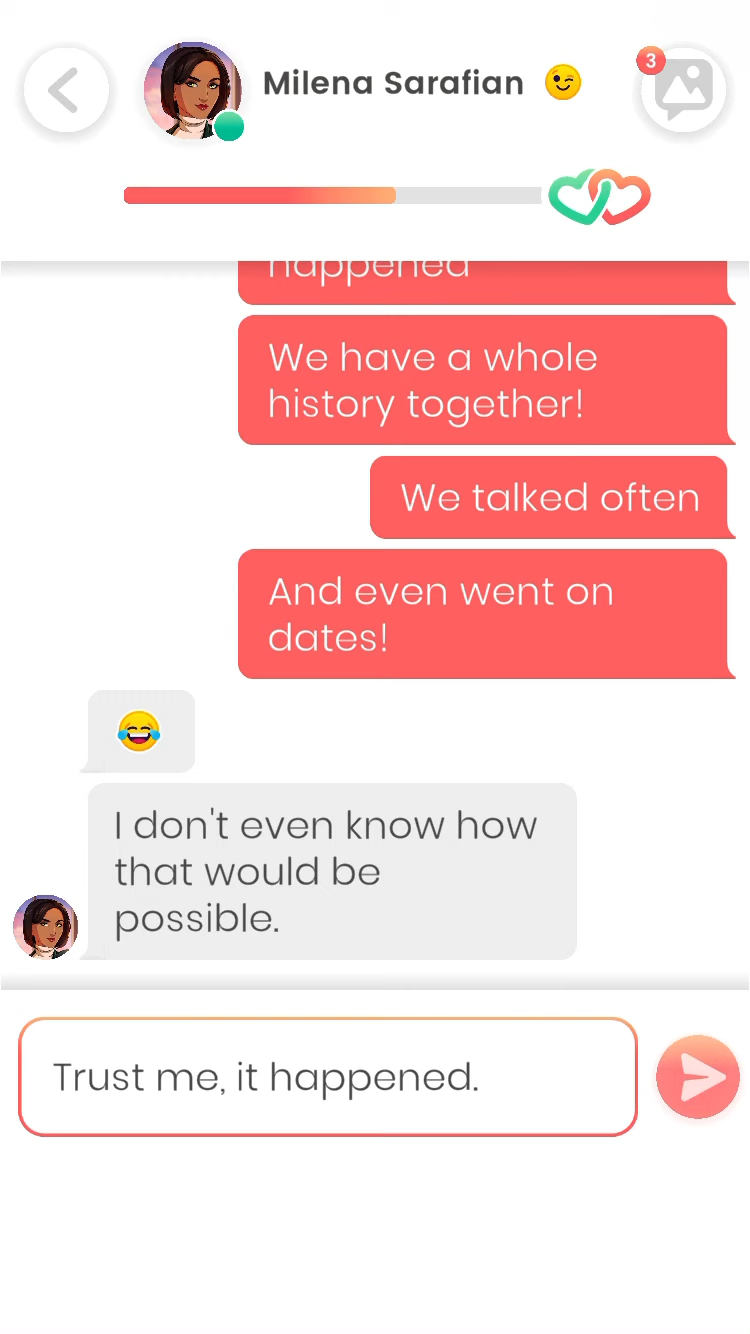 Milena Sarafian 😉
3
happened
We have a whole
history together!
We talked often
And even went on
dates!
😂
I don't even know how
that would be
possible.
Trust me, it happened.